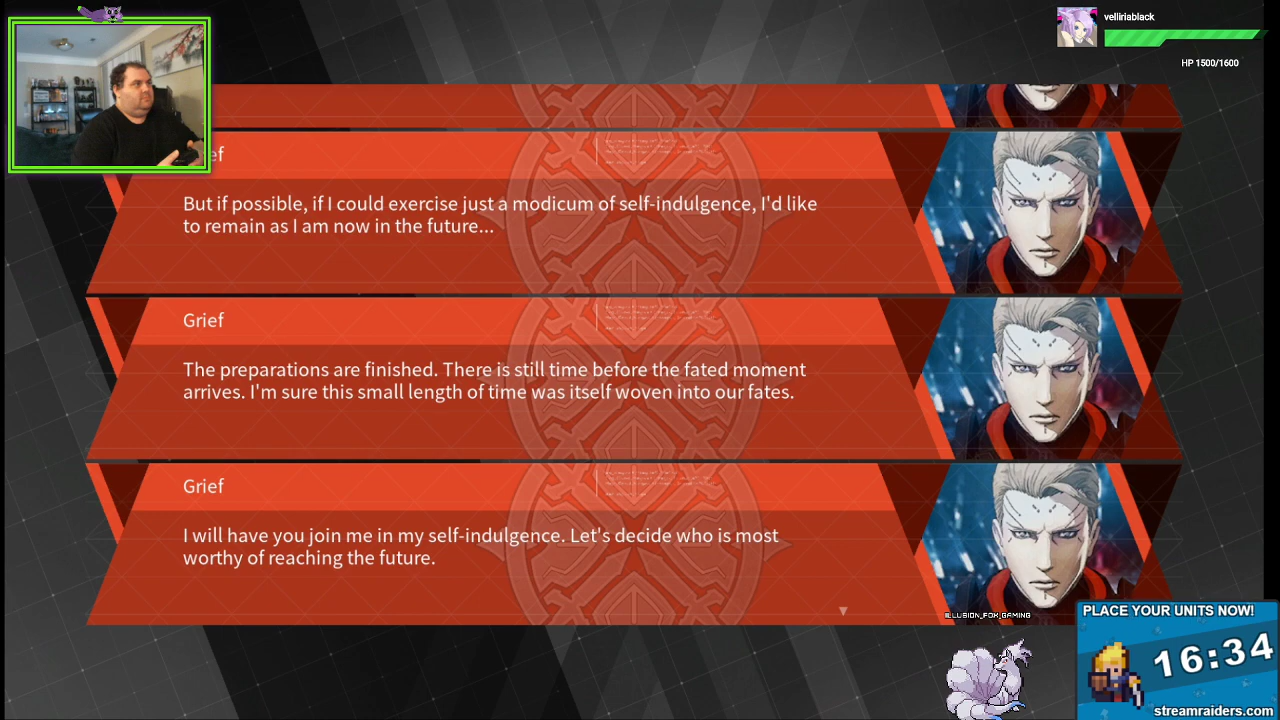 velliriablack
HP 1500/1600
ef
But if possible, if I could exercise just a modicum of self-indulgence, I'd like
to remain as I am now in the future...
Grief
The preparations are finished. There is still time before the fated moment
arrives. I'm sure this small length of time was itself woven into our fates.
Grief
I will have you join me in my self-indulgence. Let's decide who is most
worthy of reaching the future.
ILLUSION_FOX_GAMING
PLACE YOUR UNITS NOW!
16:34
streamraiders.com